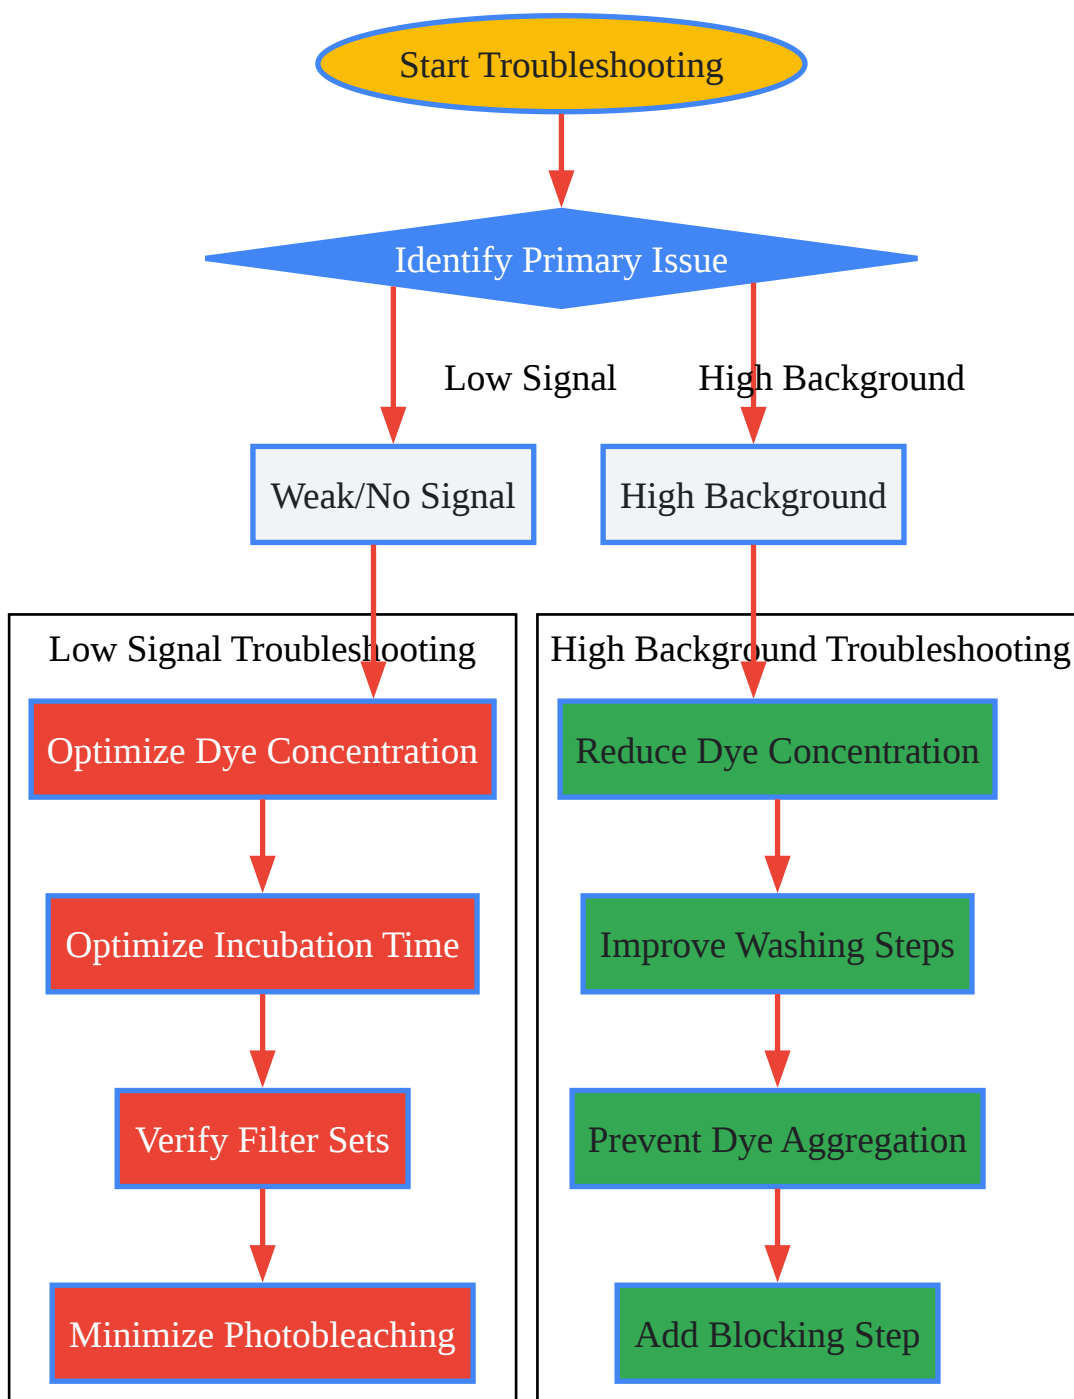 Start Troubleshooting
Identify Primary Issue
Low Signal
High Background
Weak/No Signal
High Background
Low Signal Troubleshooting
High Background Troubleshooting
Optimize Dye Concentration
Reduce Dye Concentration
Optimize Incubation Time
Improve Washing Steps
Verify Filter Sets
Prevent Dye Aggregation
Minimize Photobleaching
Add Blocking Step